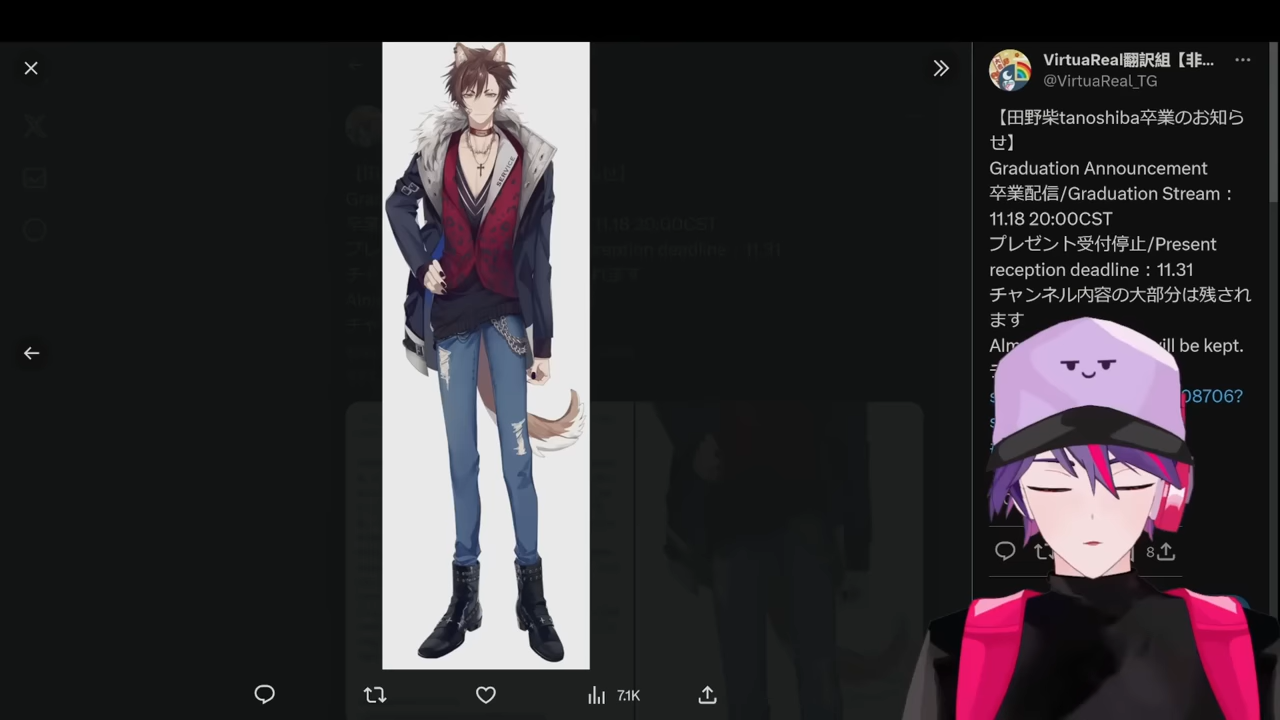 VirtuaReal翻訳組【非...
@VirtuaReal_TG
【田野柴tanoshiba卒業のお知ら
せ】
Graduation Announcement
卒業配信/Graduation Stream：
11.18 20:00CST
プレゼント受付停止/Present
reception deadline：11.31
チャンネル内容の大部分は残され
ます
will be kept.
08706?
8
SERVICE
7.1K